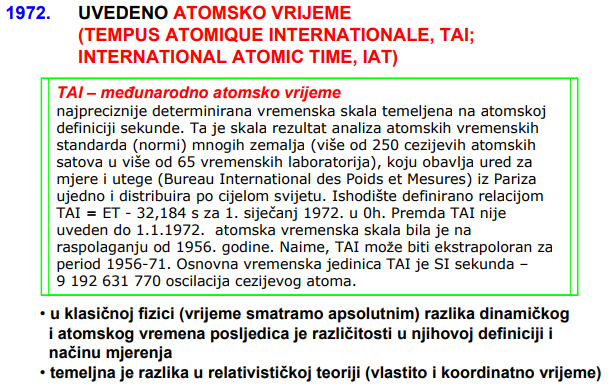 1972. UVEDENO ATOMSKO VRIJEME
(TEMPUS ATOMIQUE INTERNATIONALE, TAI;
INTERNATIONAL ATOMIC TIME, IAT)
TAI – međunarodno atomsko vrijeme
najpreciznije determinirana vremenska skala temeljena na atomskoj
definiciji sekunde. Ta je skala rezultat analiza atomskih vremenskih
standarda (normi) mnogih zemalja (više od 250 cezijevih atomskih
satova u više od 65 vremenskih laboratorija), koju obavlja ured za
mjere i utege (Bureau International des Poids et Mesures) iz Pariza
ujedno i distribuira po cijelom svijetu. Ishodište definirano relacijom
TAI = ET - 32,184 s za 1. siječanj 1972. u 0h. Premda TAI nije
uveden do 1.1.1972. atomska vremenska skala bila je na
raspolaganju od 1956. godine. Naime, TAI može biti ekstrapoloran za
period 1956-71. Osnovna vremenska jedinica TAI je SI sekunda –
9 192 631 770 oscilacija cezijevog atoma.
• u klasičnoj fizici (vrijeme smatramo apsolutnim) razlika dinamičkog
i atomskog vremena posljedica je različitosti u njihovoj definiciji i
načinu mjerenja
• temeljna je razlika u relativističkoj teoriji (vlastito i koordinatno vrijeme)